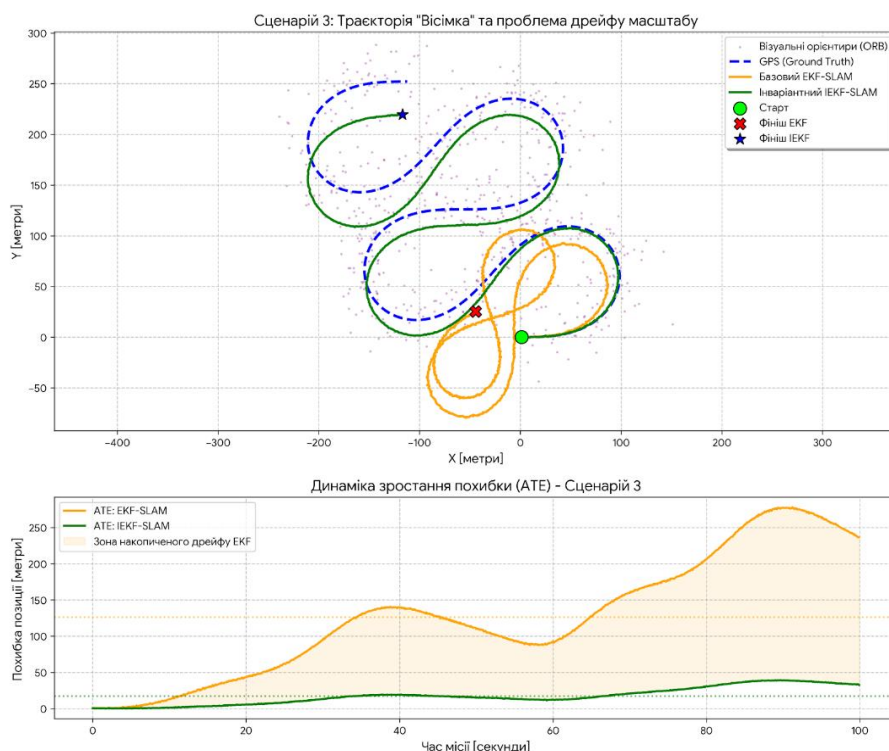 Сценарій 3: Траєкторія "Вісімка" та проблема дрейфу масштабу
Y [метри]
300
250
200
150
100
50
0
−50
−400
−300
−200
−100
0
100
200
300
X [метри]
Візуальні орієнтири (ORB)
GPS (Ground Truth)
Базовий EKF-SLAM
Інваріантний IEKF-SLAM
Старт
Фініш EKF
Фініш IEKF
Динаміка зростання похибки (ATE) - Сценарій 3
Похибка позиції [метри]
250
200
150
100
50
0
0
20
40
60
80
100
Час місії [секунди]
ATE: EKF-SLAM
ATE: IEKF-SLAM
Зона накопиченого дрейфу EKF